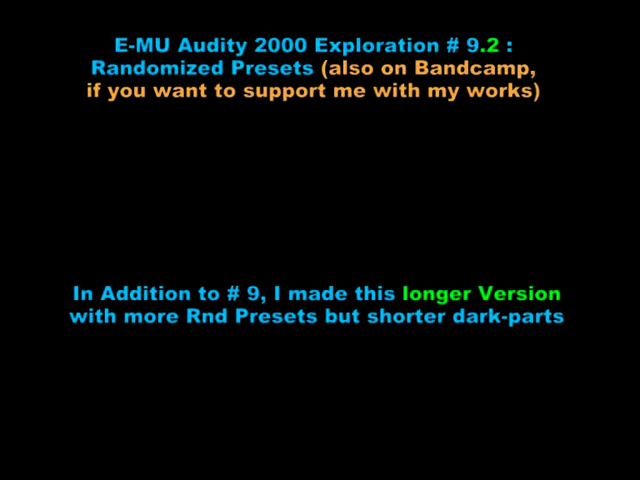 E-MU Audity 2000 Exploration # 9.2 :
Randomized Presets (also on Bandcamp,
if you want to support me with my works)
In Addition to # 9, I made this longer Version
with more Rnd Presets but shorter dark-parts